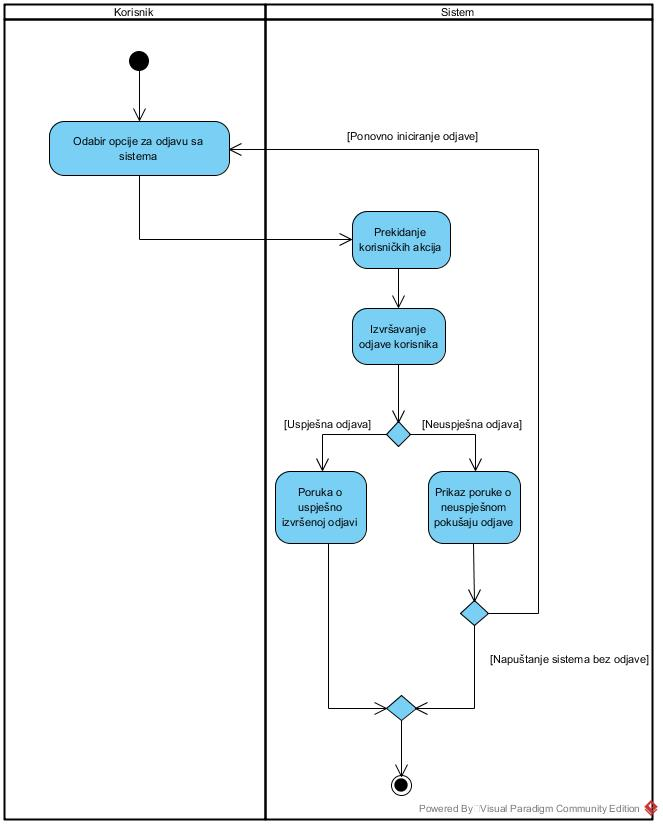 Korisnik
Sistem
[Ponovno iniciranje odjave]
Odabir opcije za odjavu sa
sistema
Prekidanje
korisničkih akcija
Izvršavanje
odjave korisnika
[Uspješna odjava]
[Neuspješna odjava]
Poruka o
uspješno
izvršenoj odjavi
Prikaz poruke o
neuspješnom
pokušaju odjave
[Napuštanje sistema bez odjave]
Powered By Visual Paradigm Community Edition